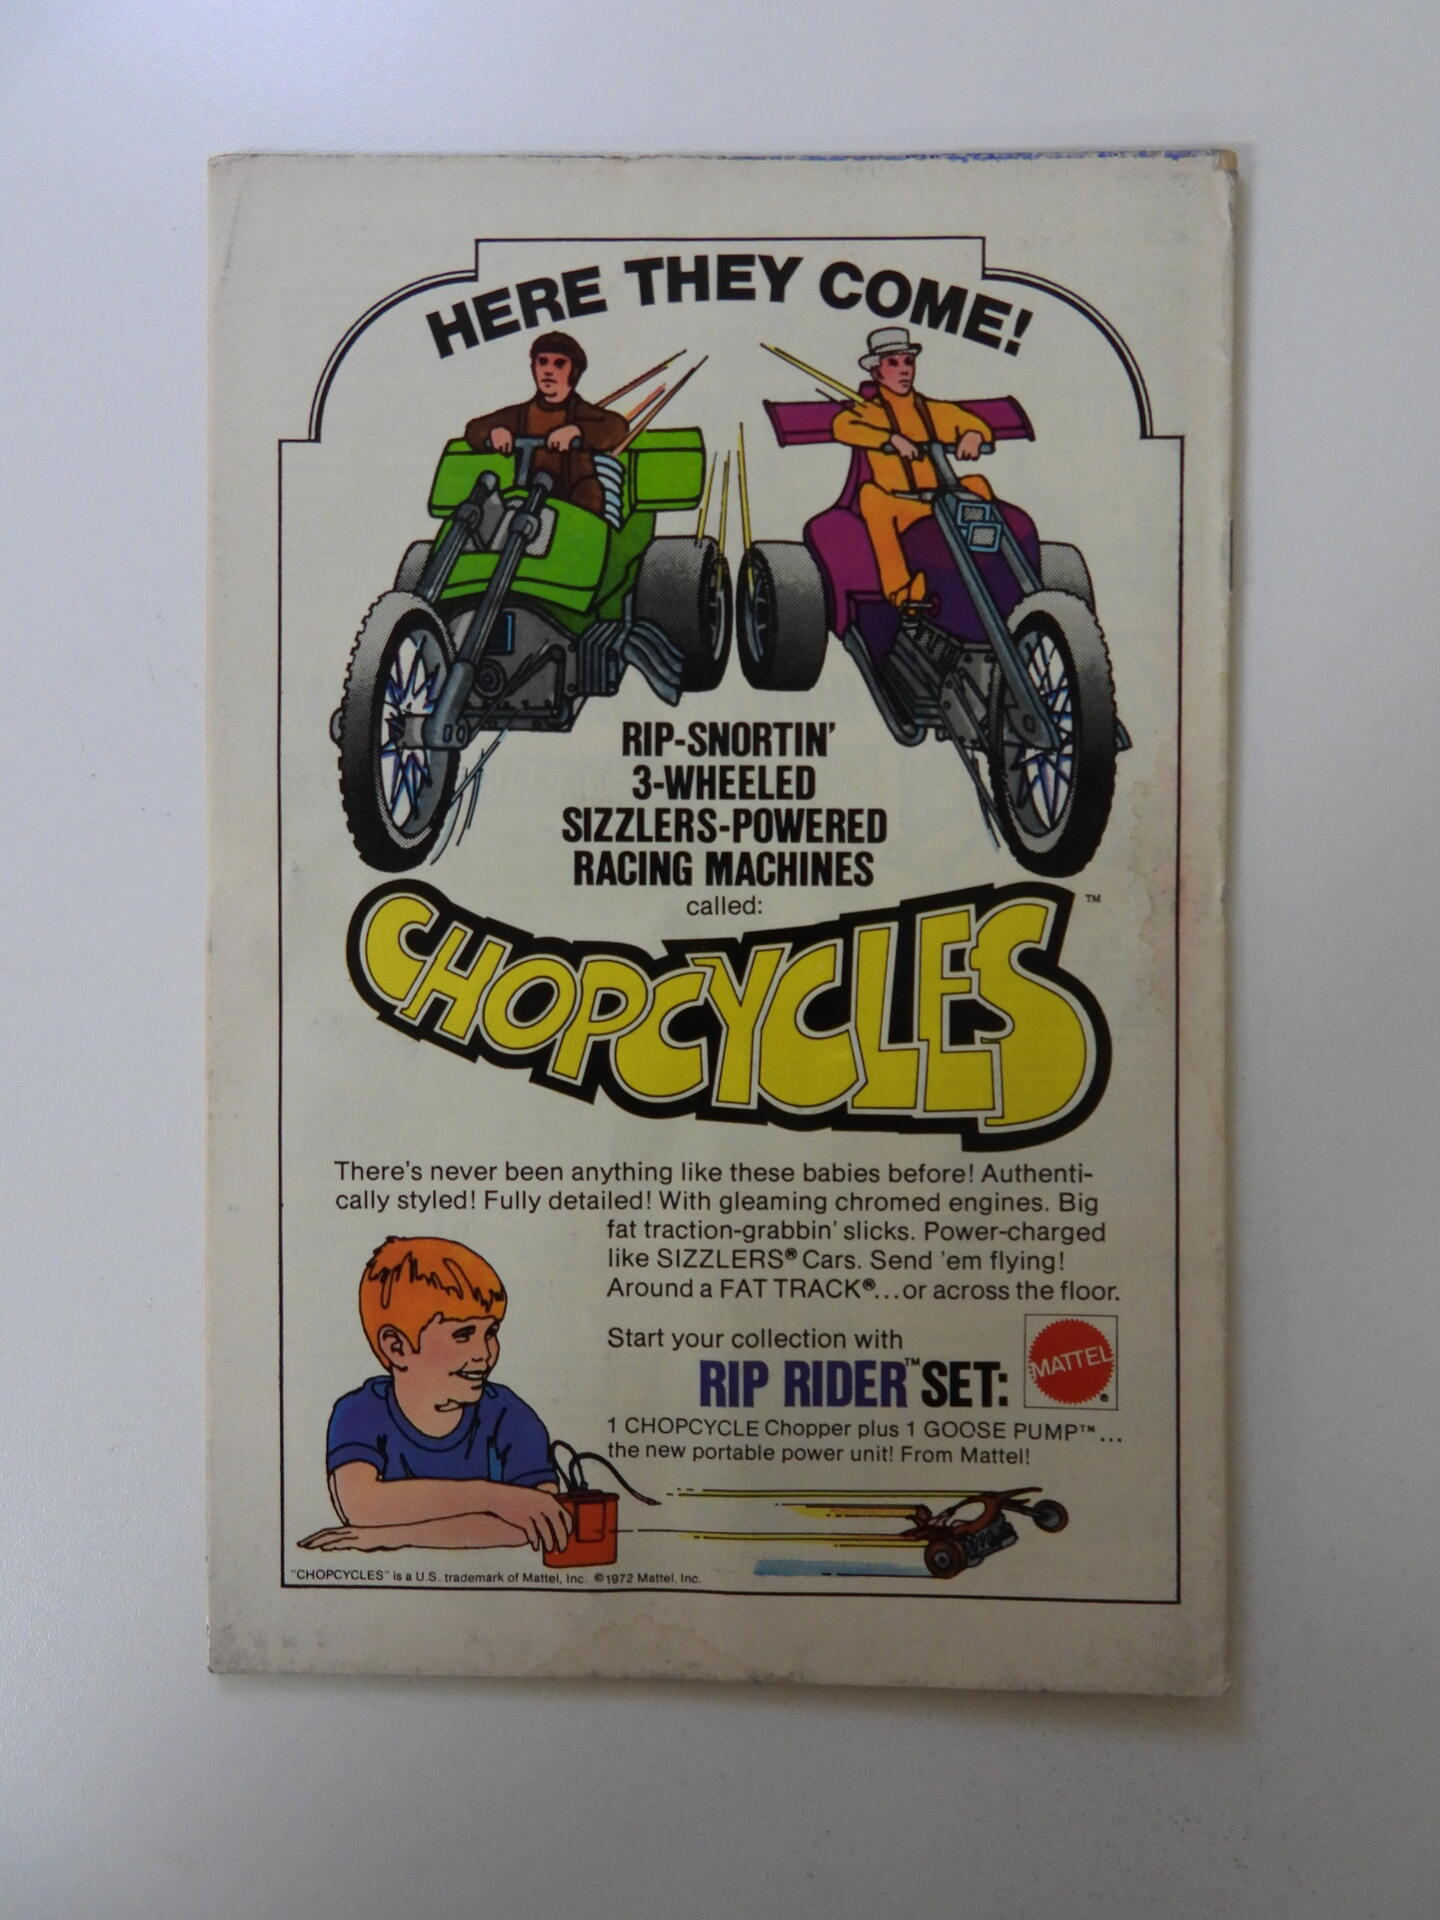 HERE THEY COME!
RIP-SNORTIN'
3-WHEELED
SIZZLERS-POWERED
RACING MACHINES
called:
CHOPCYCLES™
There's never been anything like these babies before! Authenti-
cally styled! Fully detailed! With gleaming chromed engines. Big
fat traction-grabbin' slicks. Power-charged
like SIZZLERS® Cars. Send 'em flying!
Around a FAT TRACK®...or across the floor.
Start your collection with
RIP RIDER™ SET:
MATTEL®
1 CHOPCYCLE Chopper plus 1 GOOSE PUMP™...
the new portable power unit! From Mattel!
"CHOPCYCLES" is a U.S. trademark of Mattel, Inc. ©1972 Mattel, Inc.